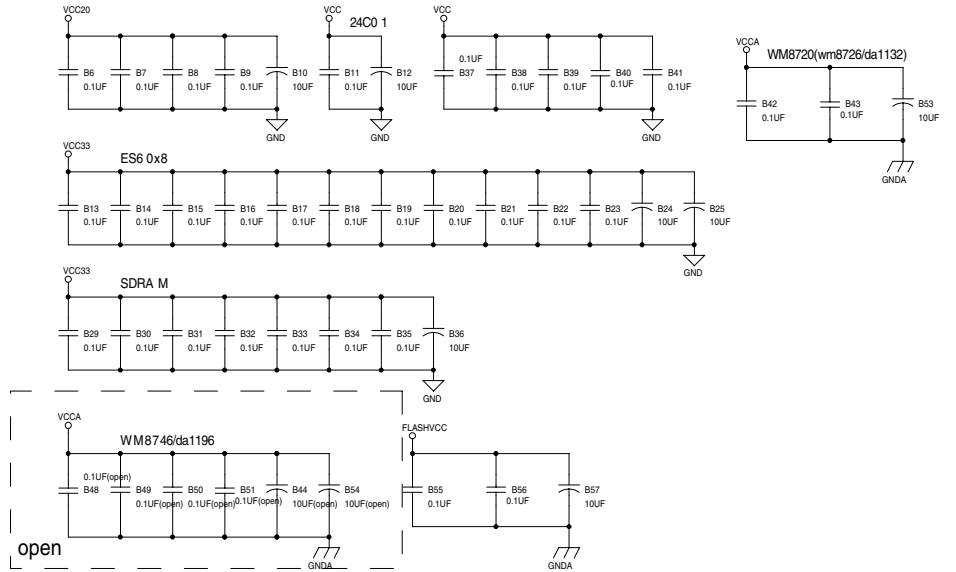 VCC20
B6
0.1UF
B7
0.1UF
B8
0.1UF
B9
0.1UF
B10
10UF
GND
VCC
24C0 1
B11
0.1UF
B12
10UF
GND
VCC
0.1UF
B37
B38
0.1UF
B39
0.1UF
B40
0.1UF
B41
0.1UF
GND
WM8720(wm8726/da1132)
VCCA
B42
0.1UF
B43
0.1UF
B53
10UF
GNDA
VCC33
ES6 0x8
B13
0.1UF
B14
0.1UF
B15
0.1UF
B16
0.1UF
B17
0.1UF
B18
0.1UF
B19
0.1UF
B20
0.1UF
B21
0.1UF
B22
0.1UF
B23
0.1UF
B24
10UF
B25
10UF
GND
VCC33
SDRA M
B29
0.1UF
B30
0.1UF
B31
0.1UF
B32
0.1UF
B33
0.1UF
B34
0.1UF
B35
0.1UF
B36
10UF
GND
VCCA
WM8746/da1196
0.1UF(open)
B48
B49
0.1UF(open)
B50
0.1UF(open)
B51
0.1UF(open)
B44
10UF(open)
B54
10UF(open)
GNDA
open
FLASHVCC
B55
0.1UF
B56
0.1UF
B57
10UF
GNDA